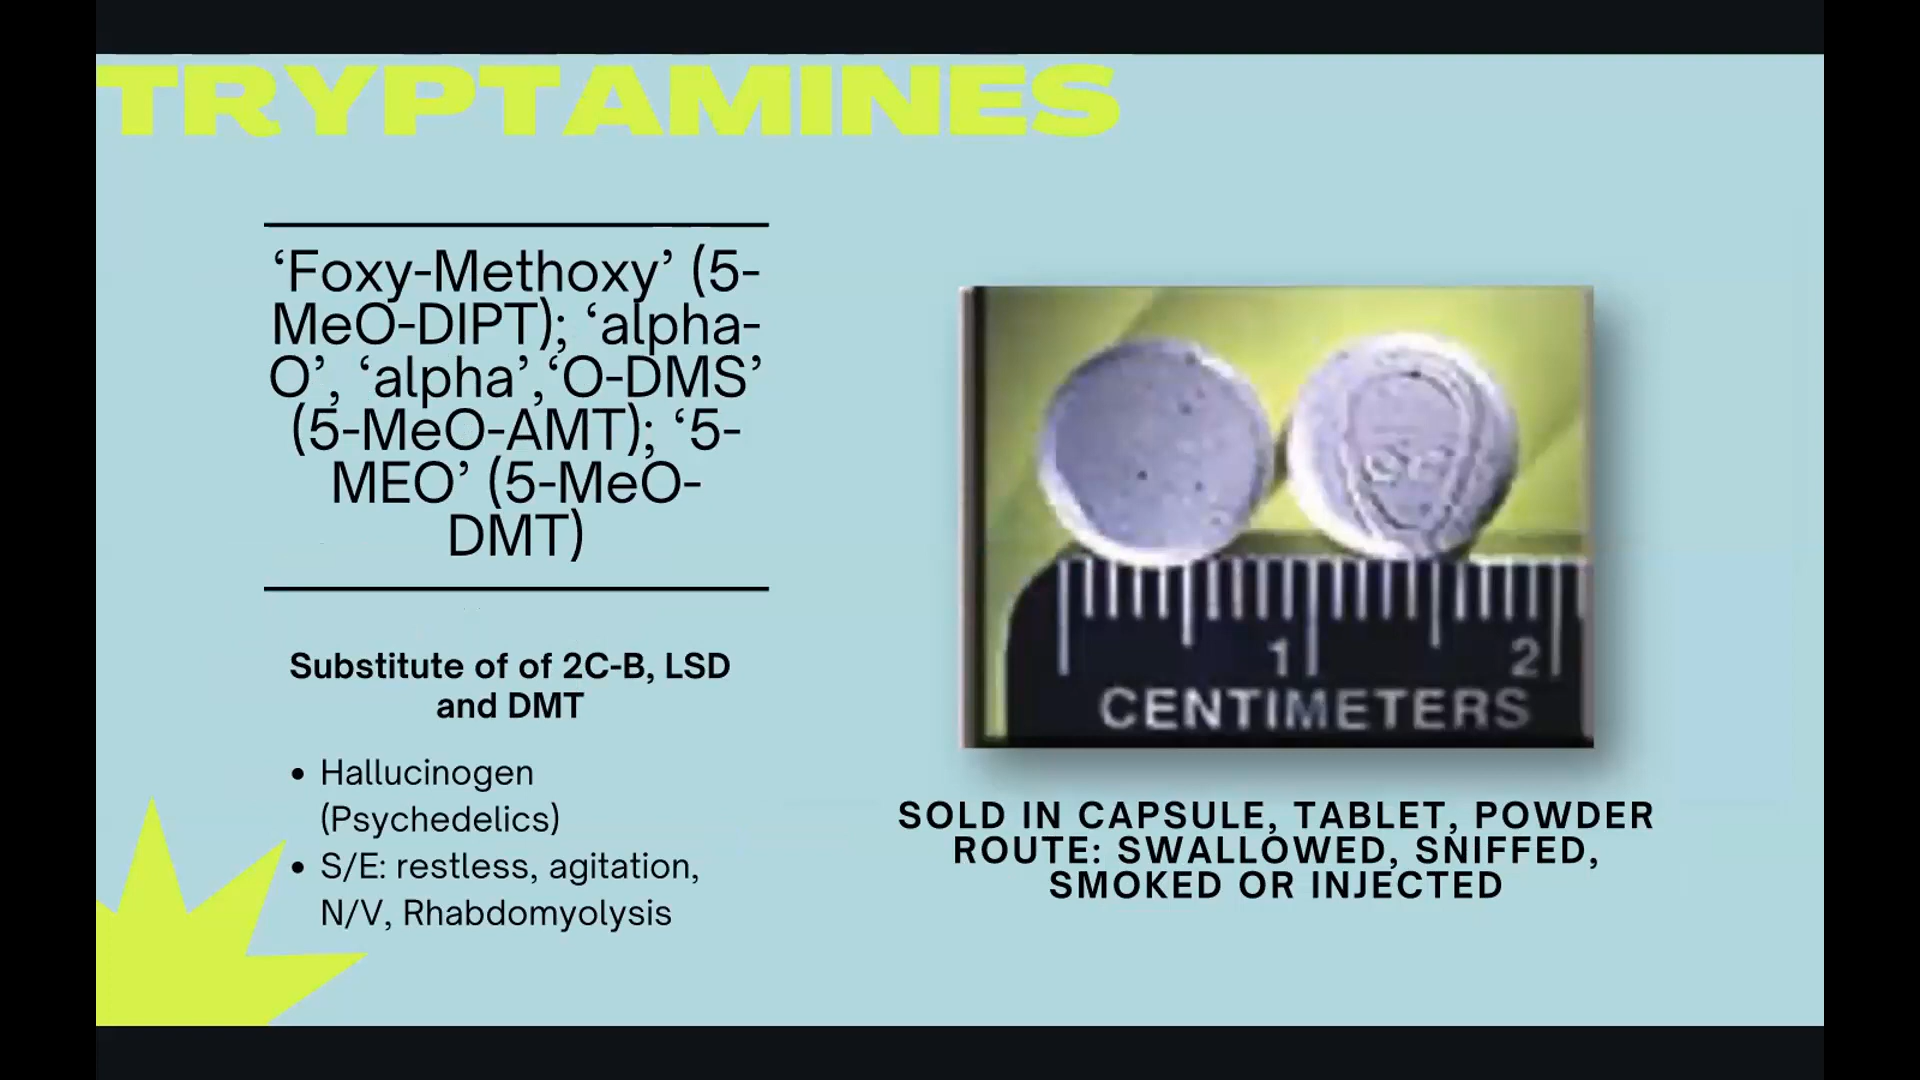 TRYPTAMINES
‘Foxy-Methoxy’ (5-
MeO-DIPT); ‘alpha-
O’, ‘alpha’,‘O-DMS’
(5-MeO-AMT); ‘5-
MEO’ (5-MeO-
DMT)
Substitute of of 2C-B, LSD
and DMT
• Hallucinogen
(Psychedelics)
• S/E: restless, agitation,
N/V, Rhabdomyolysis
1 2
CENTIMETERS
SOLD IN CAPSULE, TABLET, POWDER
ROUTE: SWALLOWED, SNIFFED,
SMOKED OR INJECTED